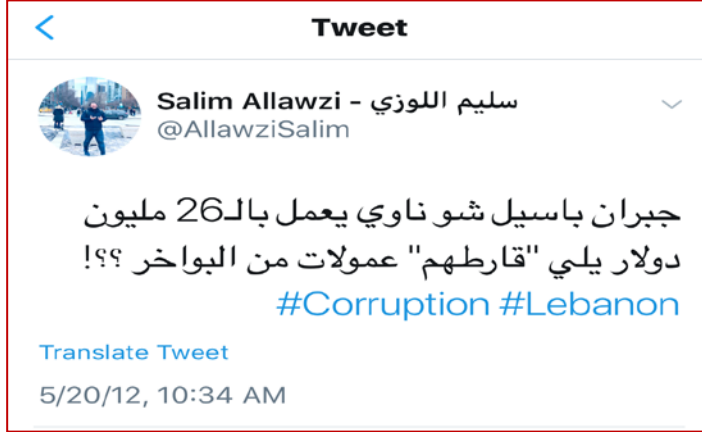 Tweet
Salim Allawzi - سليم اللوزي
@AllawziSalim
جبران باسيل شو ناوي يعمل بالـ26 مليون
دولار يلي "قارطهم" عمولات من البواخر ؟؟!
#Corruption #Lebanon
Translate Tweet
5/20/12, 10:34 AM